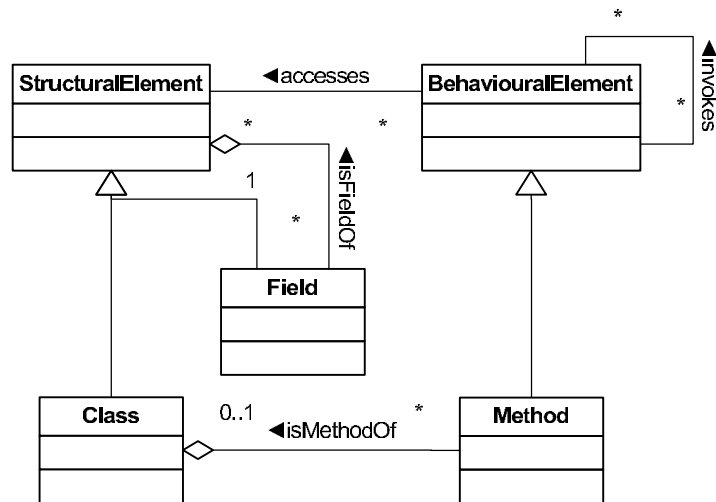 *
StructuralElement
◄accesses
BehaviouralElement
◄invokes
*
*
*
◄isFieldOf
1
*
Field
Class
0..1
*
Method
◄isMethodOf